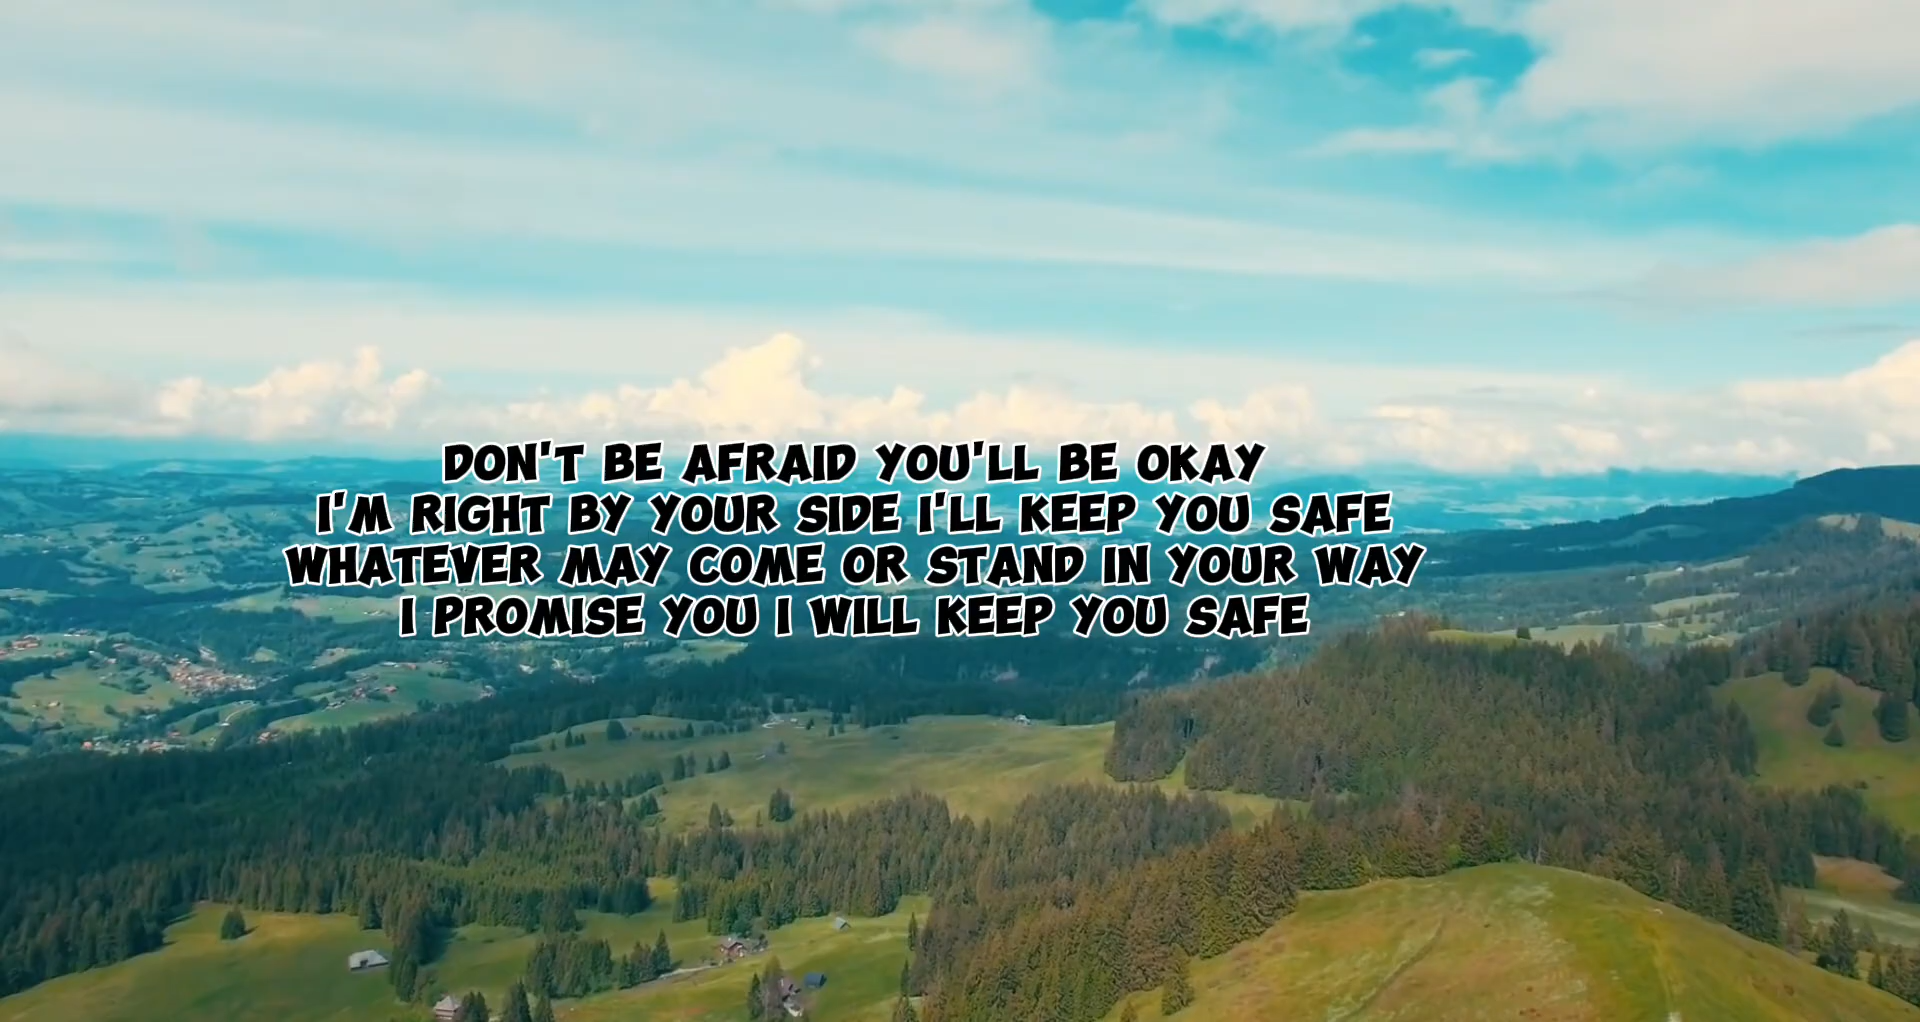 DON'T BE AFRAID YOU'LL BE OKAY
I'M RIGHT BY YOUR SIDE I'LL KEEP YOU SAFE
WHATEVER MAY COME OR STAND IN YOUR WAY
I PROMISE YOU I WILL KEEP YOU SAFE